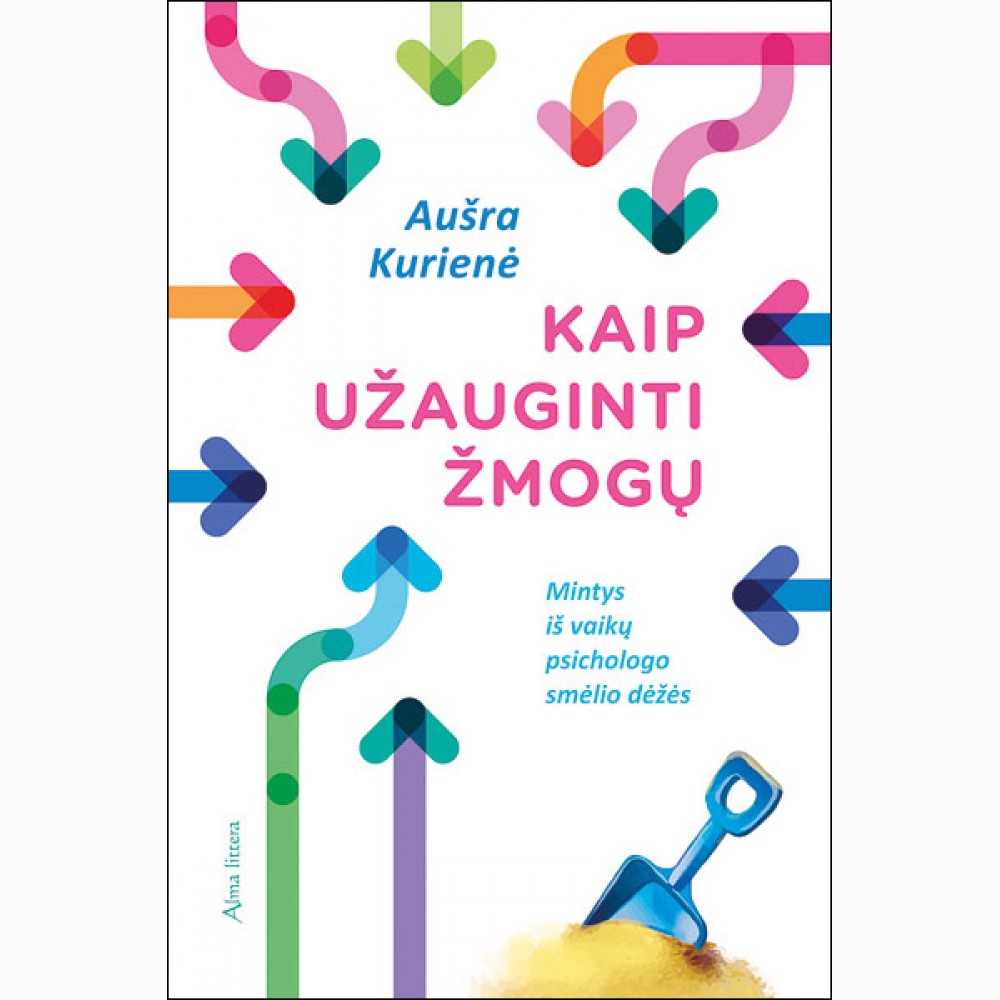 Aušra
Kurienė
KAIP
UŽAUGINTI
ŽMOGŲ
Mintys
iš vaikų
psichologo
smėlio dėžės
Alma littera